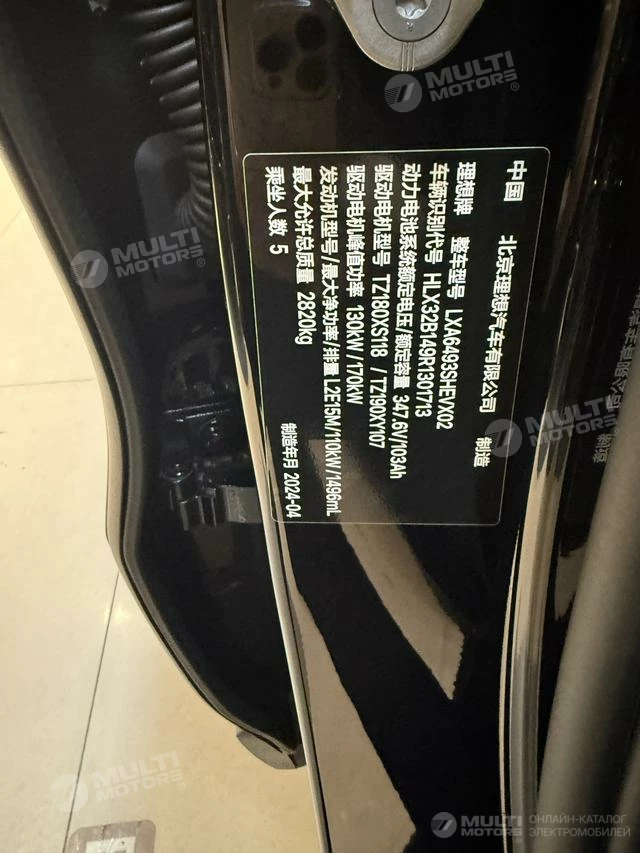 中国 北京理想汽车有限公司 制造
理想牌 整车型号 LXA6493SHEVX02
车辆识别代号 HLX32B149R1301713
动力电池系统额定电压/额定容量 347.6V/103Ah
驱动电机型号 TZ180XS118 / TZ190XY107
驱动电机峰值功率 130kW/170kW
发动机型号/最大净功率/排量 L2E15M/110kW/1496mL
最大允许总质量 2820kg
乘坐人数 5
制造年月 2024-04
MULTI
MOTORS®
MULTI
MOTORS®
MULTI
MOTORS®
MULTI
MOTORS®
MULTI
MOTORS®
ОНЛАЙН-КАТАЛОГ
ЭЛЕКТРОМОБИЛЕЙ